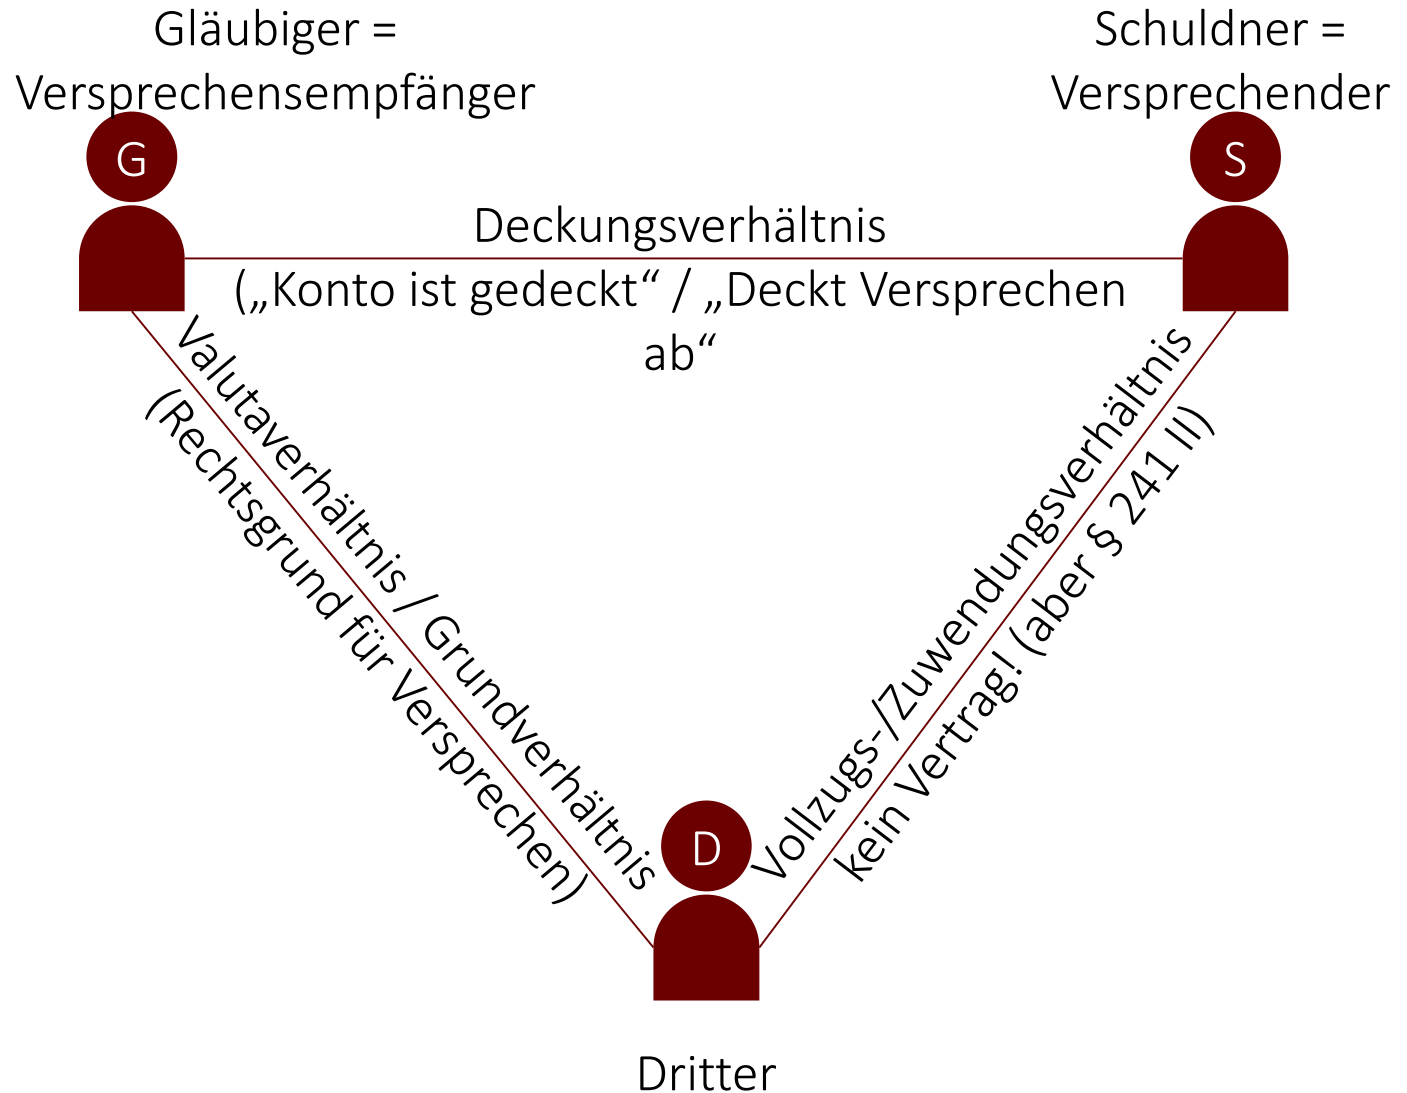 Gläubiger =
Versprechensempfänger
Schuldner =
Versprechender
G
S
Deckungsverhältnis
(„Konto ist gedeckt“ / „Deckt Versprechen
ab“
Valutaverhältnis / Grundverhältnis
(Rechtsgrund für Versprechen)
Vollzugs-/Zuwendungsverhältnis
kein Vertrag! (aber § 241 II)
D
Dritter